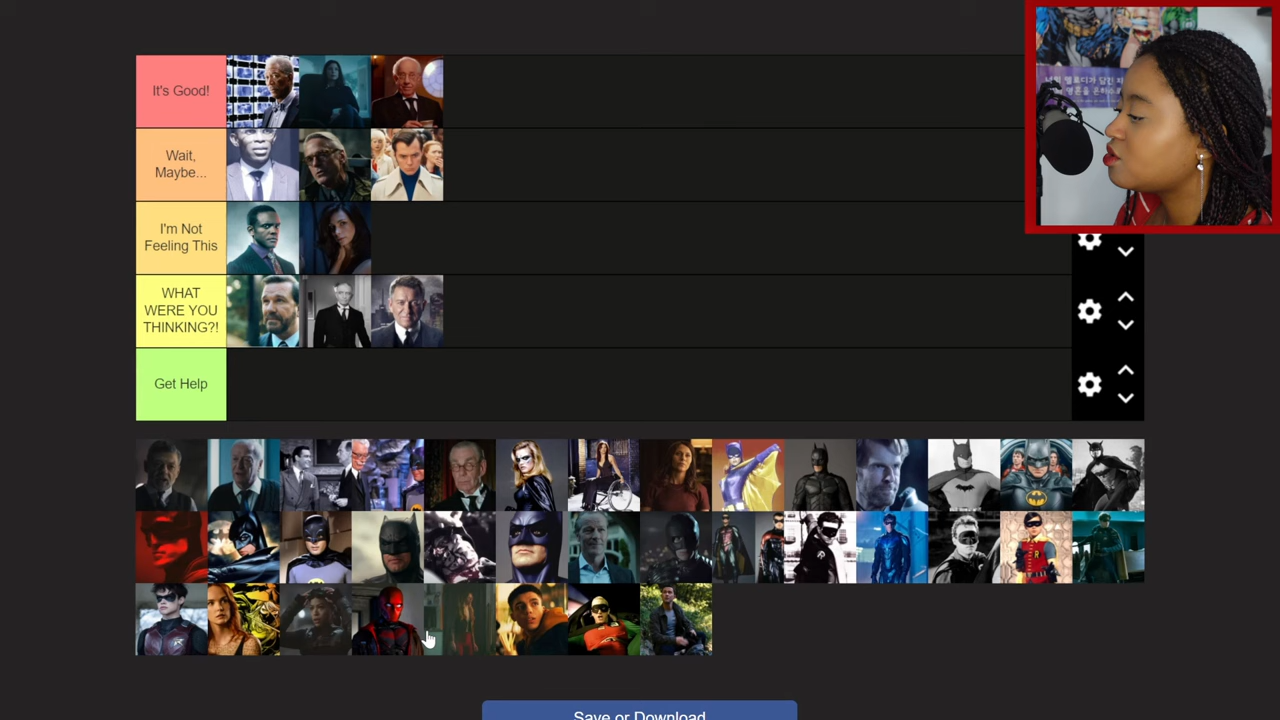 It's Good!
Wait,
Maybe...
I'm Not
Feeling This
WHAT
WERE YOU
THINKING?!
Get Help
Save or Download